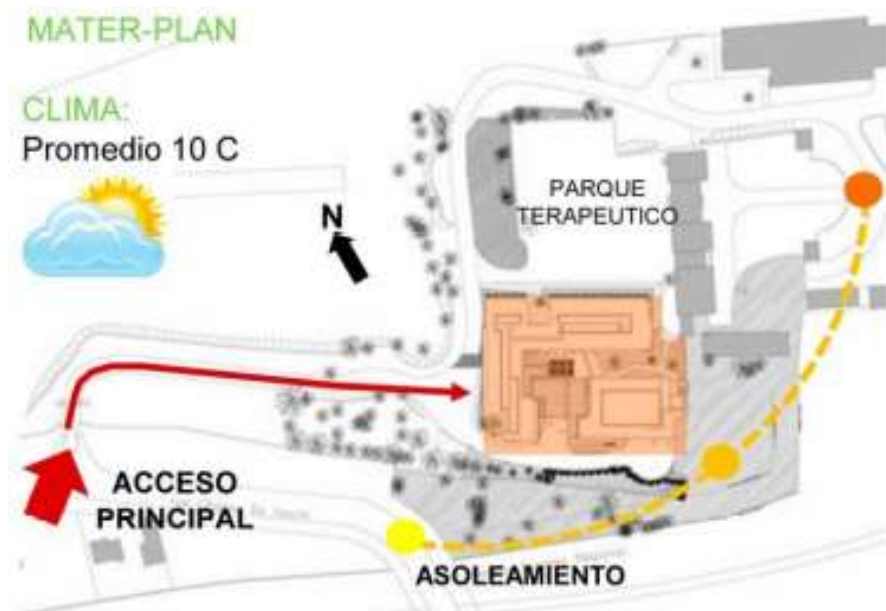 MATER-PLAN
CLIMA:
Promedio 10 C
N
PARQUE
TERAPEUTICO
ACCESO
PRINCIPAL
ASOLEAMIENTO